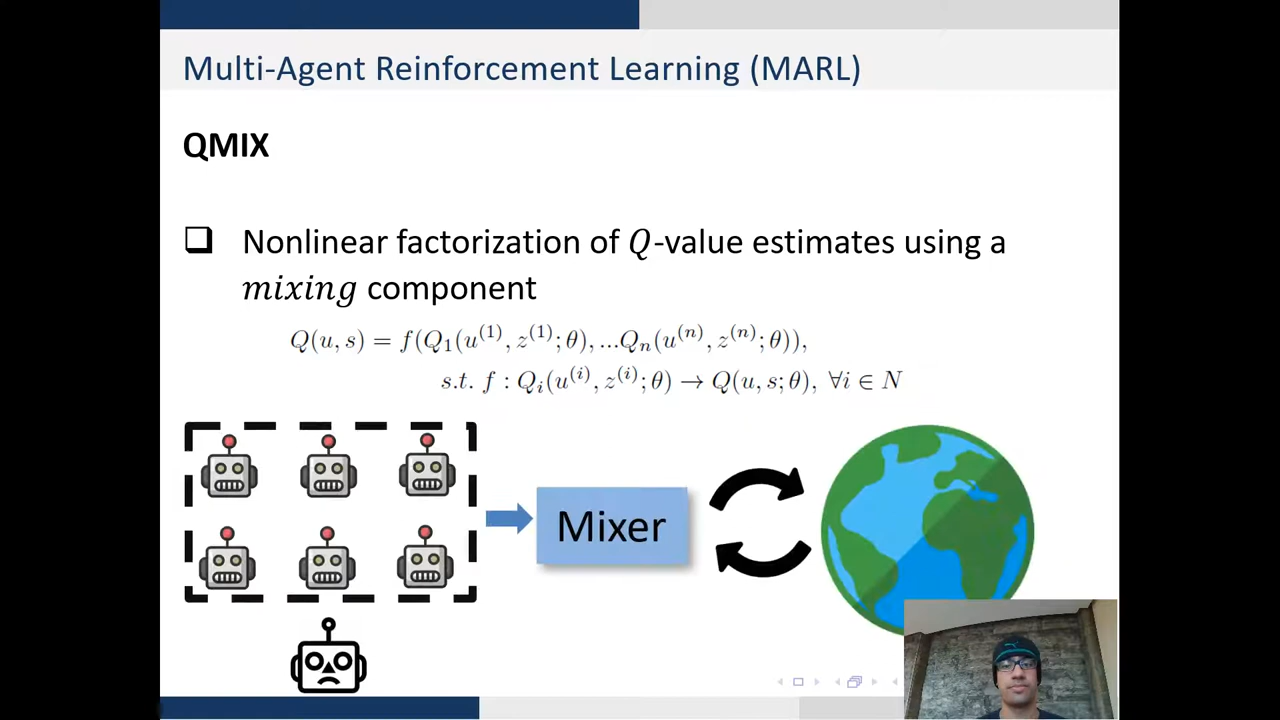 Multi-Agent Reinforcement Learning (MARL)
QMIX
❑ Nonlinear factorization of Q-value estimates using a
mixing component
Q(u, s) = f(Q₁(u⁽¹⁾, z⁽¹⁾; θ), ...Qₙ(u⁽ⁿ⁾, z⁽ⁿ⁾; θ)),
s.t. f : Qᵢ(u⁽ⁱ⁾, z⁽ⁱ⁾; θ) → Q(u, s; θ), ∀i ∈ N
Mixer